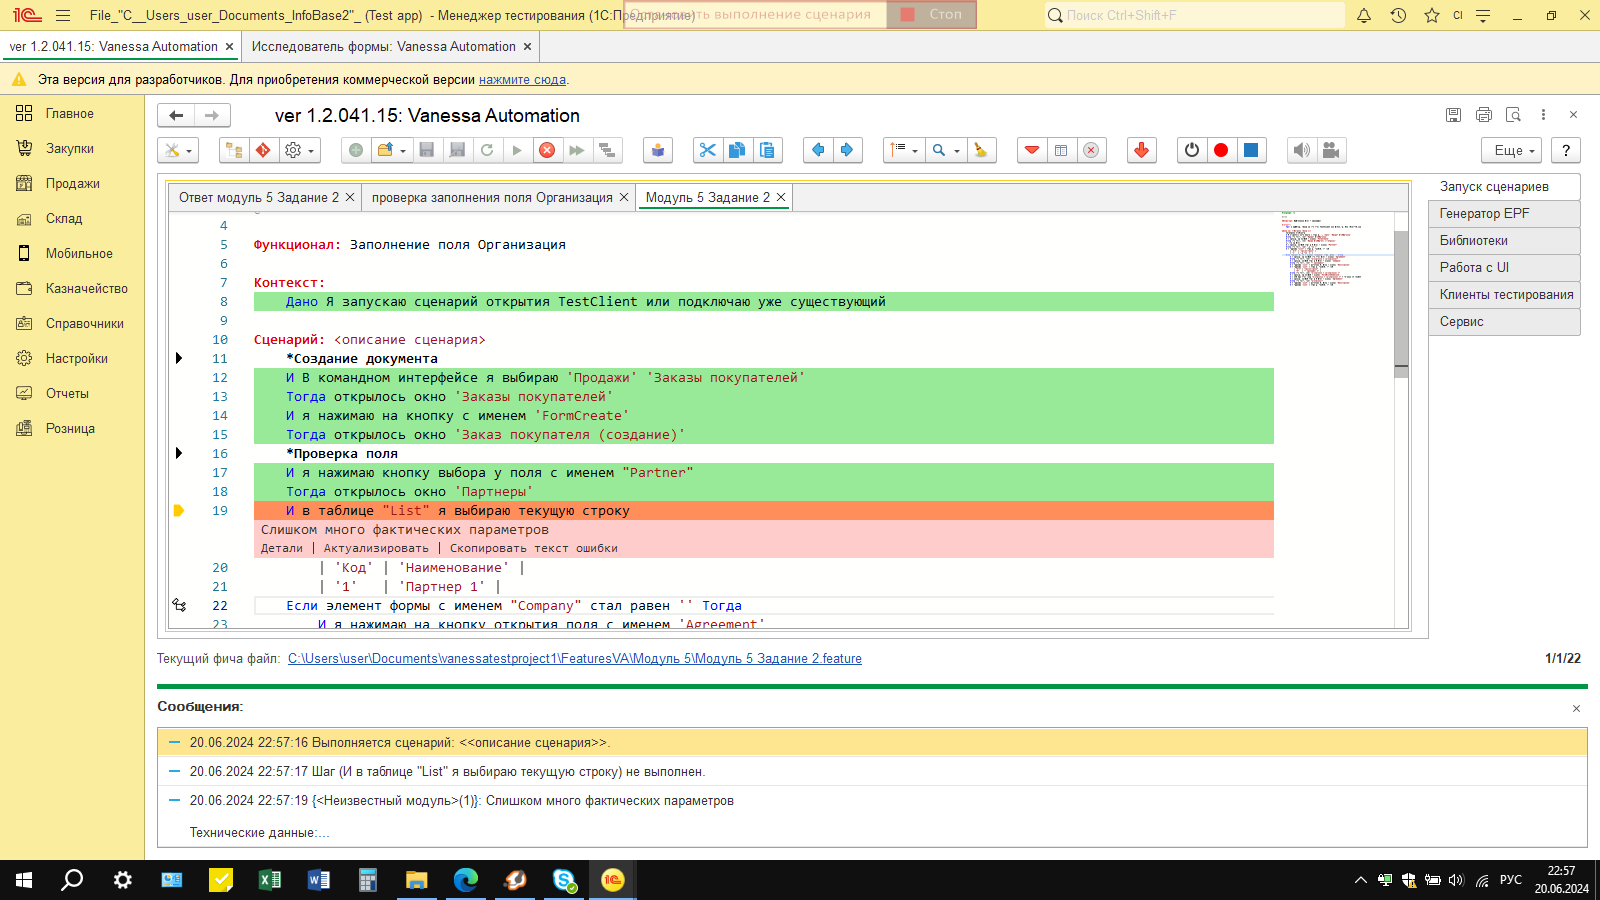 File_"C__Users_user_Documents_InfoBase2"_ (Test app) - Менеджер тестирования (1С:Предприятие)
выполнение сценария
Стоп
Поиск Ctrl+Shift+F
CI
ver 1.2.041.15: Vanessa Automation
Исследователь формы: Vanessa Automation
Эта версия для разработчиков. Для приобретения коммерческой версии нажмите сюда.
Главное
Закупки
Продажи
Склад
Мобильное
Казначейство
Справочники
Настройки
Отчеты
Розница
ver 1.2.041.15: Vanessa Automation
Еще
?
Ответ модуль 5 Задание 2
проверка заполнения поля Организация
Модуль 5 Задание 2
Запуск сценариев
Генератор EPF
Библиотеки
Работа с UI
Клиенты тестирования
Сервис
4
5 Функционал: Заполнение поля Организация
6
7 Контекст:
8 Дано Я запускаю сценарий открытия TestClient или подключаю уже существующий
9
10 Сценарий: <описание сценария>
11 *Создание документа
12 И В командном интерфейсе я выбираю 'Продажи' 'Заказы покупателей'
13 Тогда открылось окно 'Заказы покупателей'
14 И я нажимаю на кнопку с именем 'FormCreate'
15 Тогда открылось окно 'Заказ покупателя (создание)'
16 *Проверка поля
17 И я нажимаю кнопку выбора у поля с именем "Partner"
18 Тогда открылось окно 'Партнеры'
19 И в таблице "List" я выбираю текущую строку
Слишком много фактических параметров
Детали | Актуализировать | Скопировать текст ошибки
20 | 'Код' | 'Наименование' |
21 | '1' | 'Партнер 1' |
22 Если элемент формы с именем "Company" стал равен '' Тогда
23 И я нажимаю на кнопку открытия поля с именем 'Agreement'
Текущий фича файл: C:\Users\user\Documents\vanessatestproject1\FeaturesVA\Модуль 5\Модуль 5 Задание 2.feature
1/1/22
Сообщения:
20.06.2024 22:57:16 Выполняется сценарий: <<описание сценария>>.
20.06.2024 22:57:17 Шаг (И в таблице "List" я выбираю текущую строку) не выполнен.
20.06.2024 22:57:19 {<Неизвестный модуль>(1)}: Слишком много фактических параметров
Технические данные:...
РУС
22:57
20.06.2024